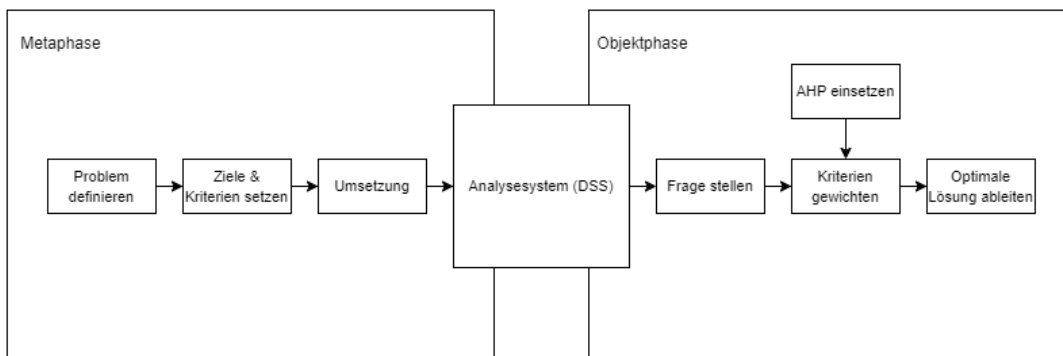 Metaphase
Objektphase
AHP einsetzen
Problem
definieren
Ziele &
Kriterien setzen
Umsetzung
Analysesystem (DSS)
Frage stellen
Kriterien
gewichten
Optimale
Lösung ableiten